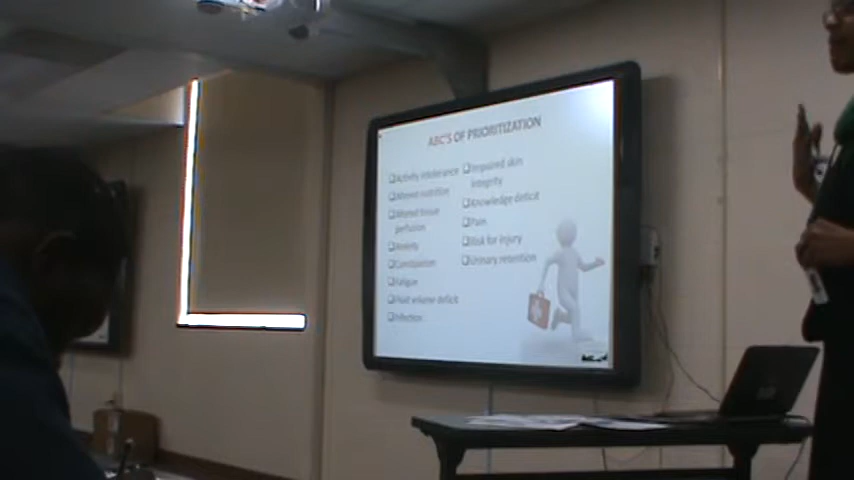 ABC'S OF PRIORITIZATION
Activity intolerance
Altered nutrition
Altered tissue
perfusion
Anxiety
Constipation
Fatigue
Fluid volume deficit
Infection
Impaired skin
integrity
Knowledge deficit
Pain
Risk for injury
Urinary retention